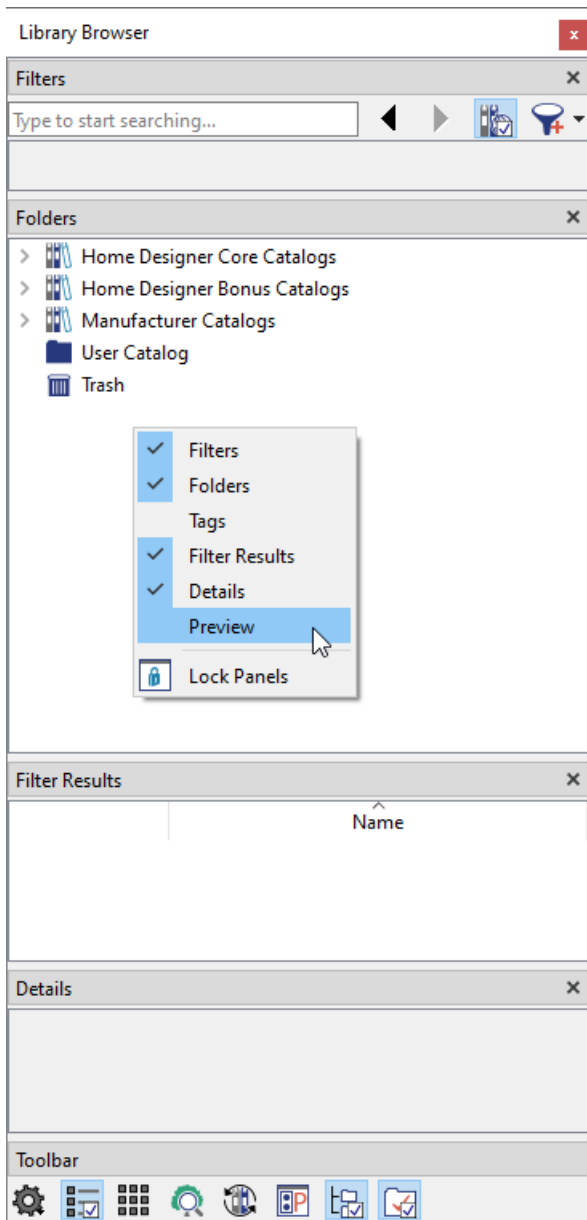 Library Browser
x
Filters
Type to start searching...
Folders
Home Designer Core Catalogs
Home Designer Bonus Catalogs
Manufacturer Catalogs
User Catalog
Trash
Filters
Folders
Tags
Filter Results
Details
Preview
Lock Panels
Filter Results
Name
Details
Toolbar
P